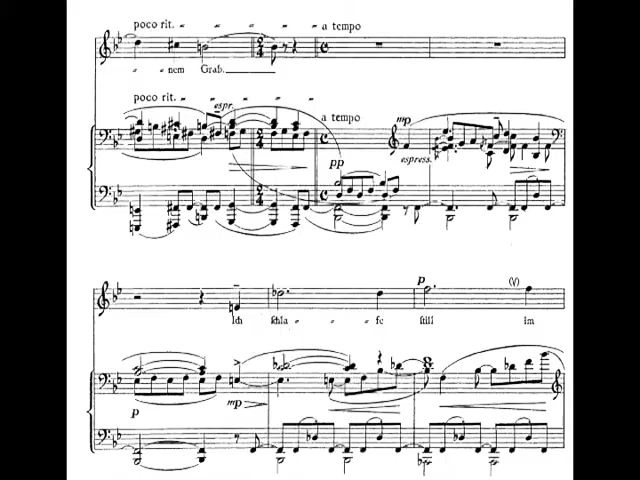 poco rit. a tempo
nem Grab.
poco rit. espr. a tempo
mp
espress.
pp
p
Ich schla fe still im
mp
p